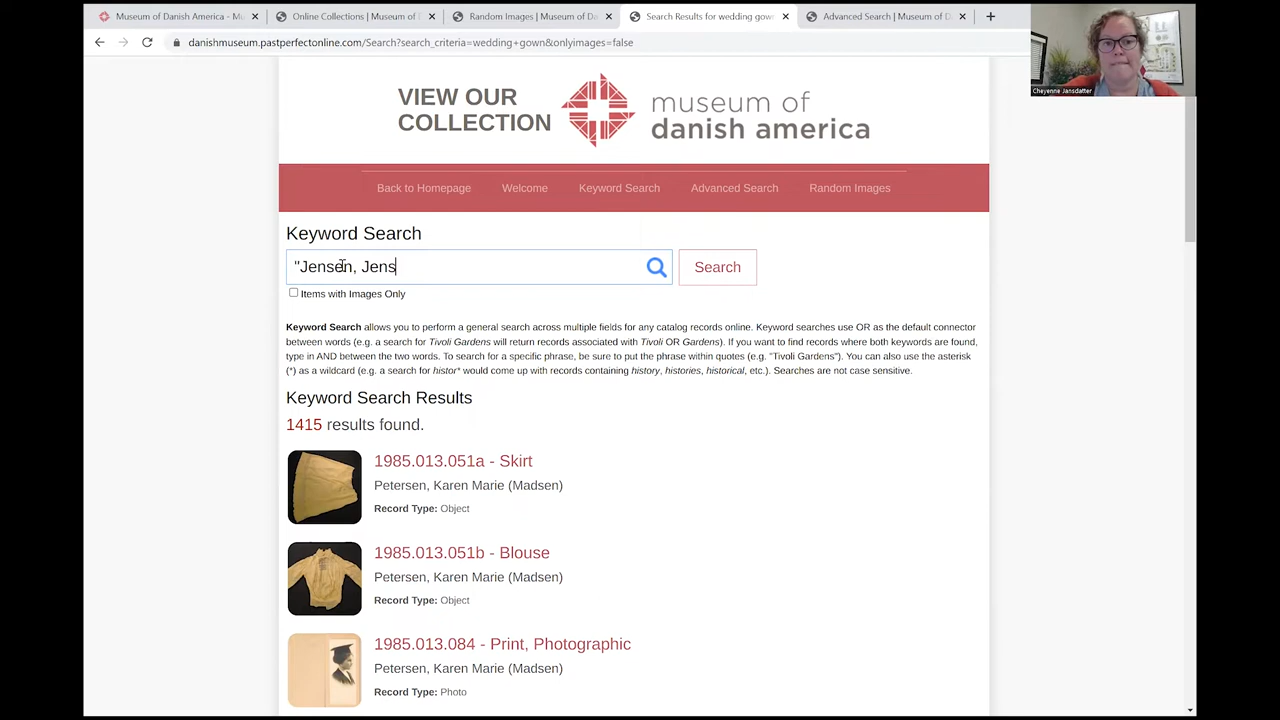 Museum of Danish America - Mu
Online Collections | Museum of
Random Images | Museum of Da
Search Results for wedding gow
Advanced Search | Museum of D
danishmuseum.pastperfectonline.com/Search?search_criteria=wedding+gown&onlyimages=false
Cheyenne Jansdatter
VIEW OUR
COLLECTION
museum of
danish america
Back to Homepage
Welcome
Keyword Search
Advanced Search
Random Images
Keyword Search
"Jensen, Jens
Search
Items with Images Only
Keyword Search allows you to perform a general search across multiple fields for any catalog records online. Keyword searches use OR as the default connector
between words (e.g. a search for Tivoli Gardens will return records associated with Tivoli OR Gardens). If you want to find records where both keywords are found,
type in AND between the two words. To search for a specific phrase, be sure to put the phrase within quotes (e.g. "Tivoli Gardens"). You can also use the asterisk
(*) as a wildcard (e.g. a search for histor* would come up with records containing history, histories, historical, etc.). Searches are not case sensitive.
Keyword Search Results
1415 results found.
1985.013.051a - Skirt
Petersen, Karen Marie (Madsen)
Record Type: Object
1985.013.051b - Blouse
Petersen, Karen Marie (Madsen)
Record Type: Object
1985.013.084 - Print, Photographic
Petersen, Karen Marie (Madsen)
Record Type: Photo